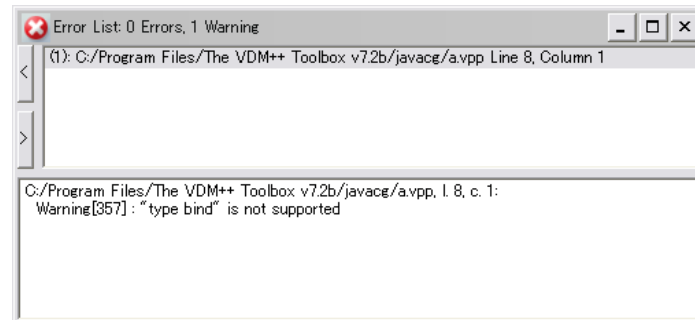 Error List: 0 Errors, 1 Warning
(1): C:/Program Files/The VDM++ Toolbox v7.2b/javacg/a.vpp Line 8, Column 1
C:/Program Files/The VDM++ Toolbox v7.2b/javacg/a.vpp, l. 8, c. 1:
Warning[357] : "type bind" is not supported